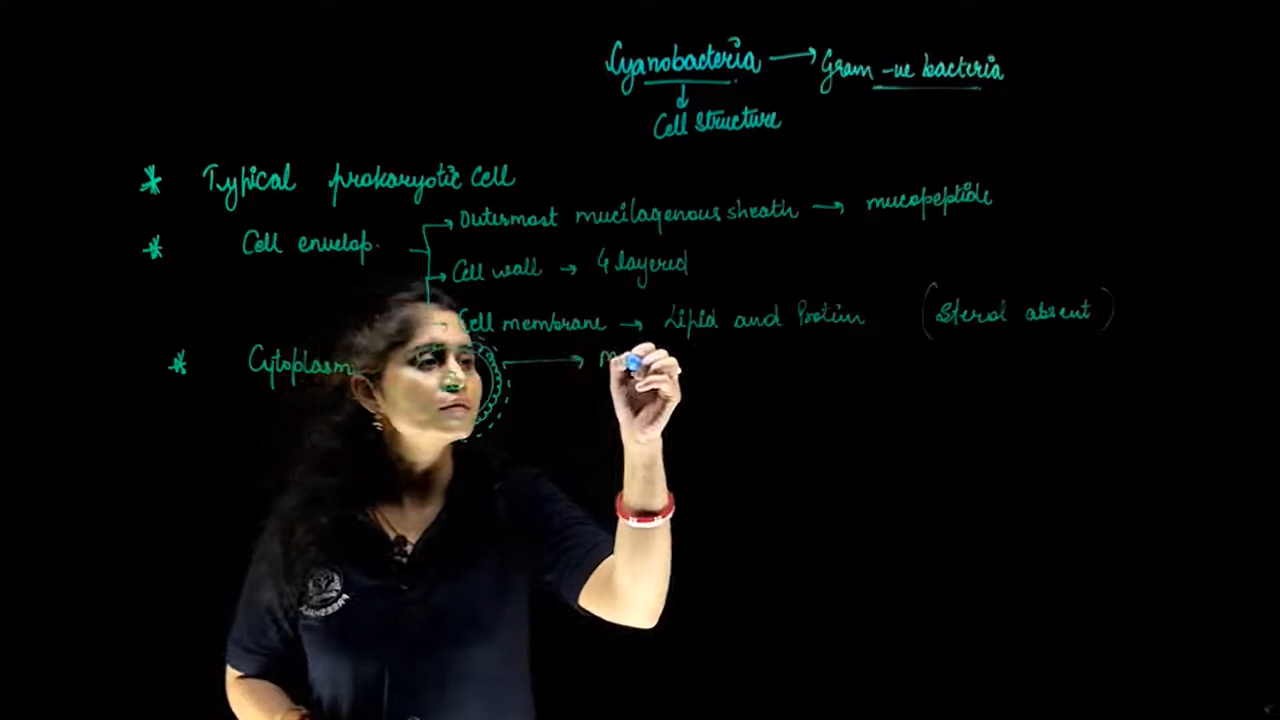 Cyanobacteria → Gram -ve bacteria
Cell Structure
* Typical prokaryotic Cell
* Cell envelop.
→ Outermost mucilagenous sheath → mucopeptide
→ Cell wall → 4 layered
→ Cell membrane → Lipid and Protein (Sterol absent)
* Cytoplasm →